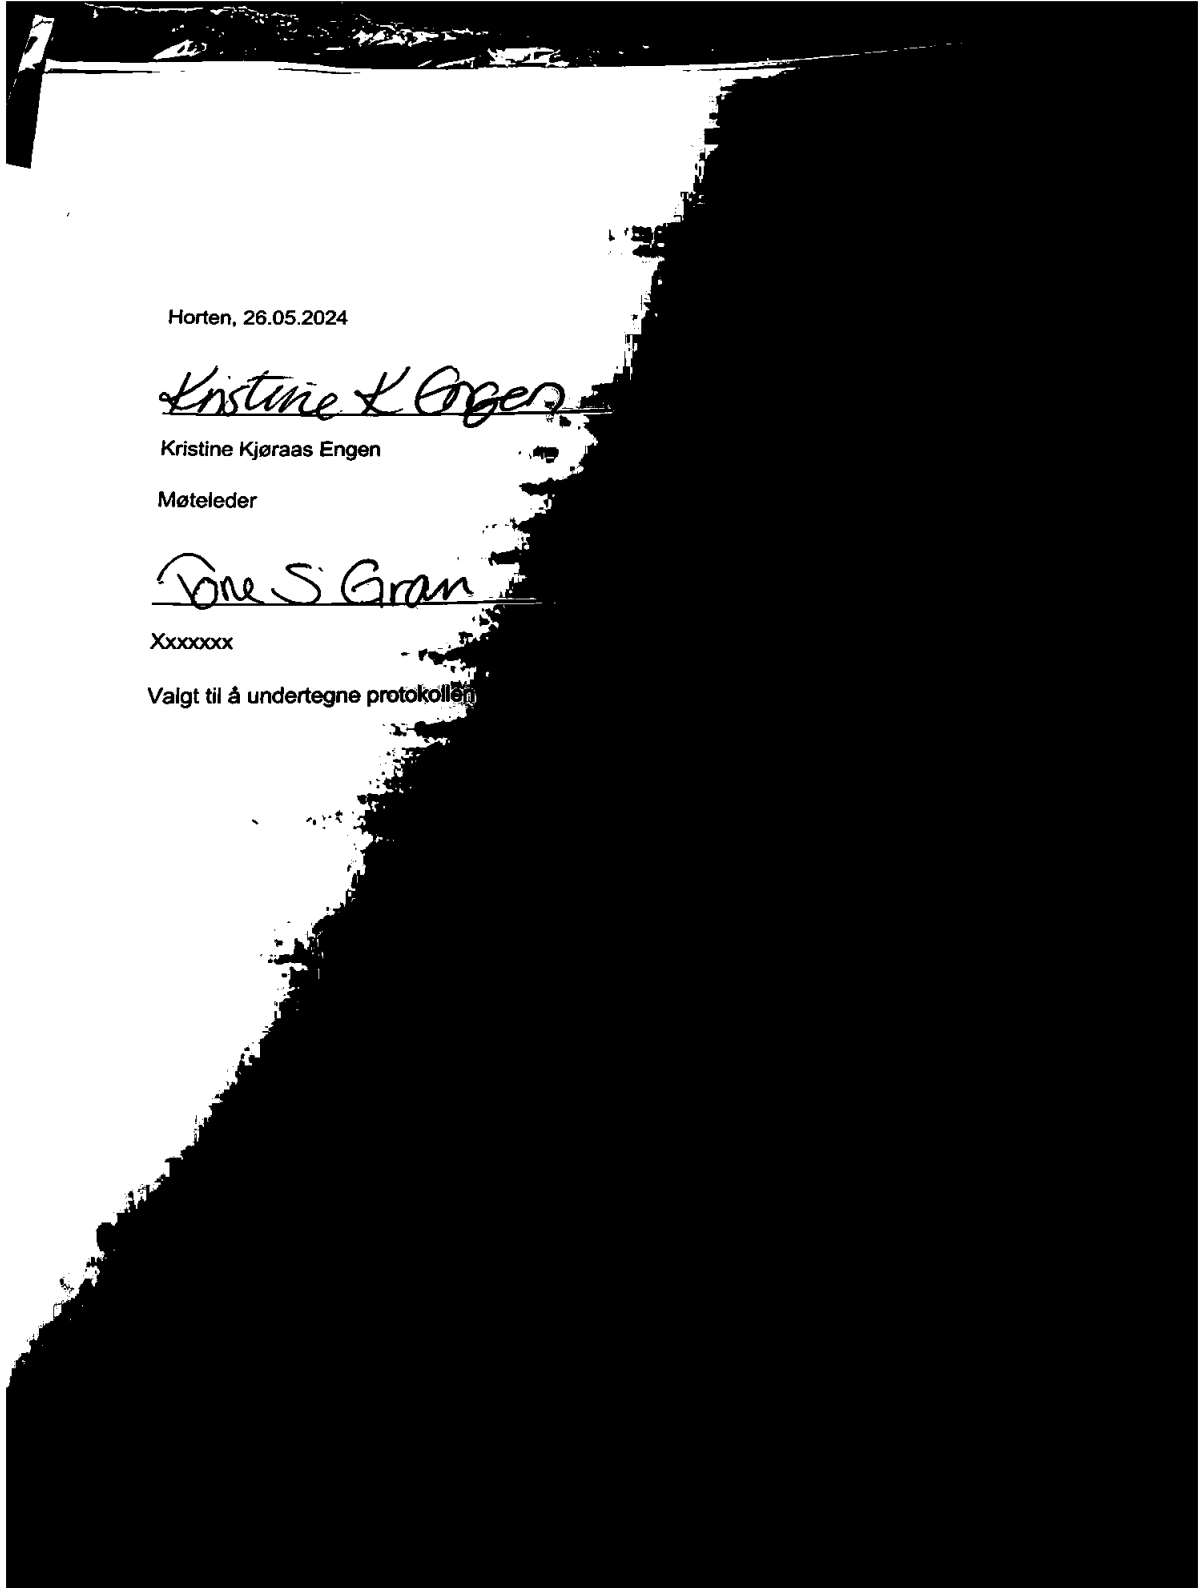 Horten, 26.05.2024
Kristine K Engen
Kristine Kjøraas Engen
Møteleder
Tone S Gran
Xxxxxxx
Valgt til å undertegne protokollen